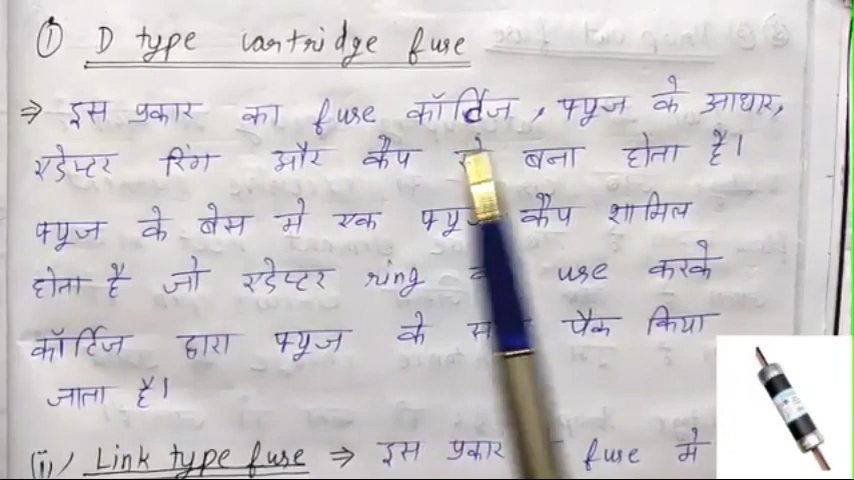 ① D type cartridge fuse
⇒ इस प्रकार का fuse कॉर्टिज, फ्यूज के आधार,
एडेप्टर रिंग और कैप से बना होता है।
फ्यूज के बेस मे एक फ्यूज कैप शामिल
होता है जो एडेप्टर ring use करके
कॉर्टिज द्वारा फ्यूज के पैक किया
जाता है।
(ii) Link type fuse ⇒ इस प्रकार fuse मे